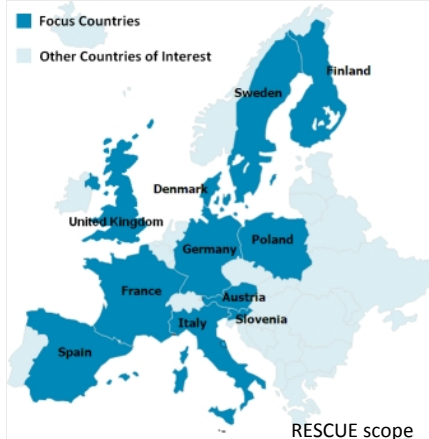 Focus Countries
Other Countries of Interest
Finland
Sweden
Denmark
United Kingdom
Germany
Poland
France
Austria
Italy
Slovenia
Spain
RESCUE scope